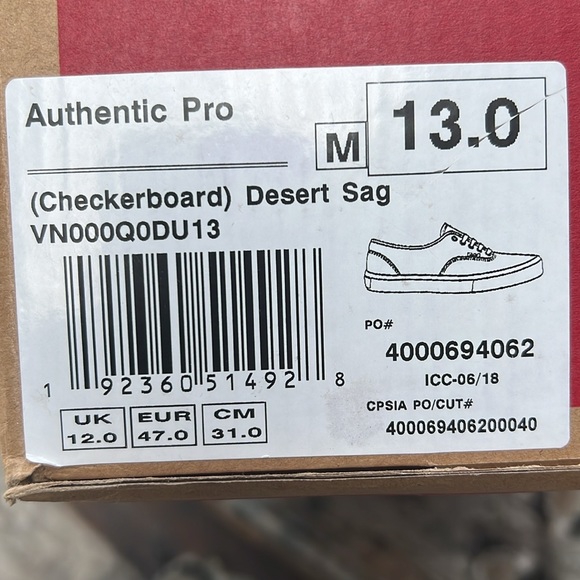 Authentic Pro
M
13.0
(Checkerboard) Desert Sag
VN000Q0DU13
1 92360 51492 8
PO#
4000694062
ICC-06/18
CPSIA PO/CUT#
400069406200040
UK
12.0
EUR
47.0
CM
31.0